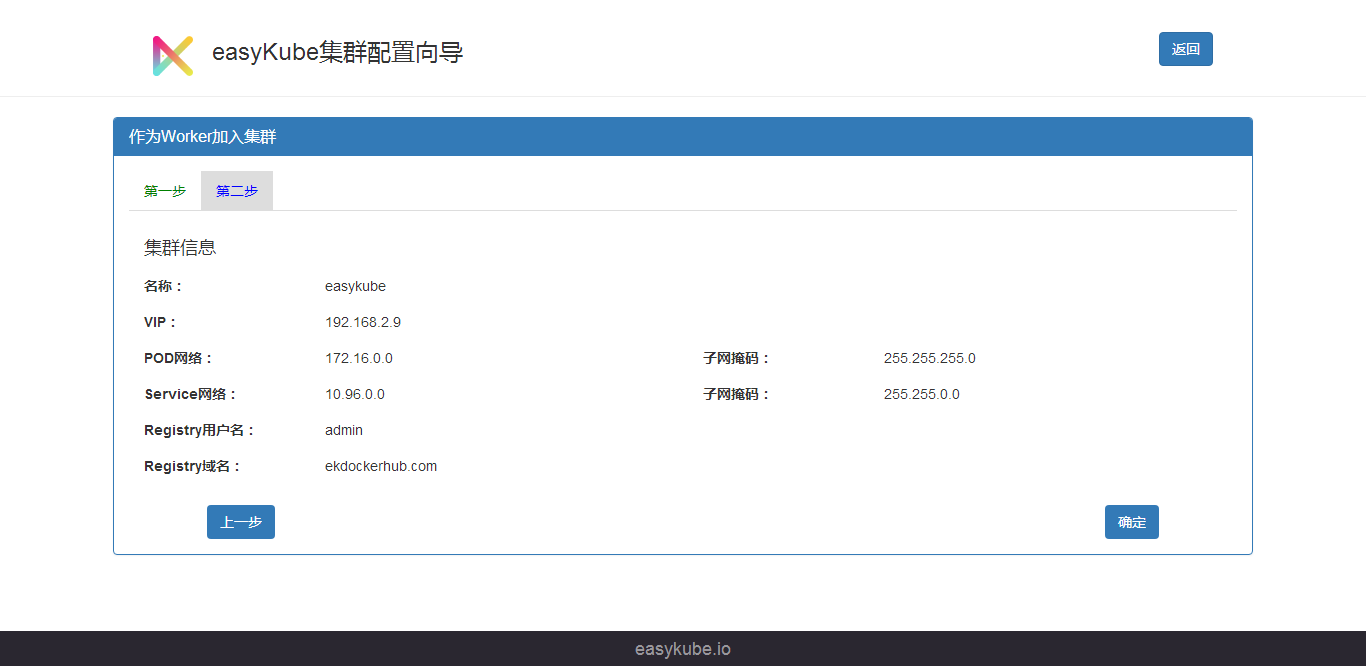 easyKube集群配置向导
返回
作为Worker加入集群
第一步 第二步
集群信息
名称： easykube
VIP： 192.168.2.9
POD网络： 172.16.0.0 子网掩码： 255.255.255.0
Service网络： 10.96.0.0 子网掩码： 255.255.0.0
Registry用户名： admin
Registry域名： ekdockerhub.com
上一步 确定
easykube.io